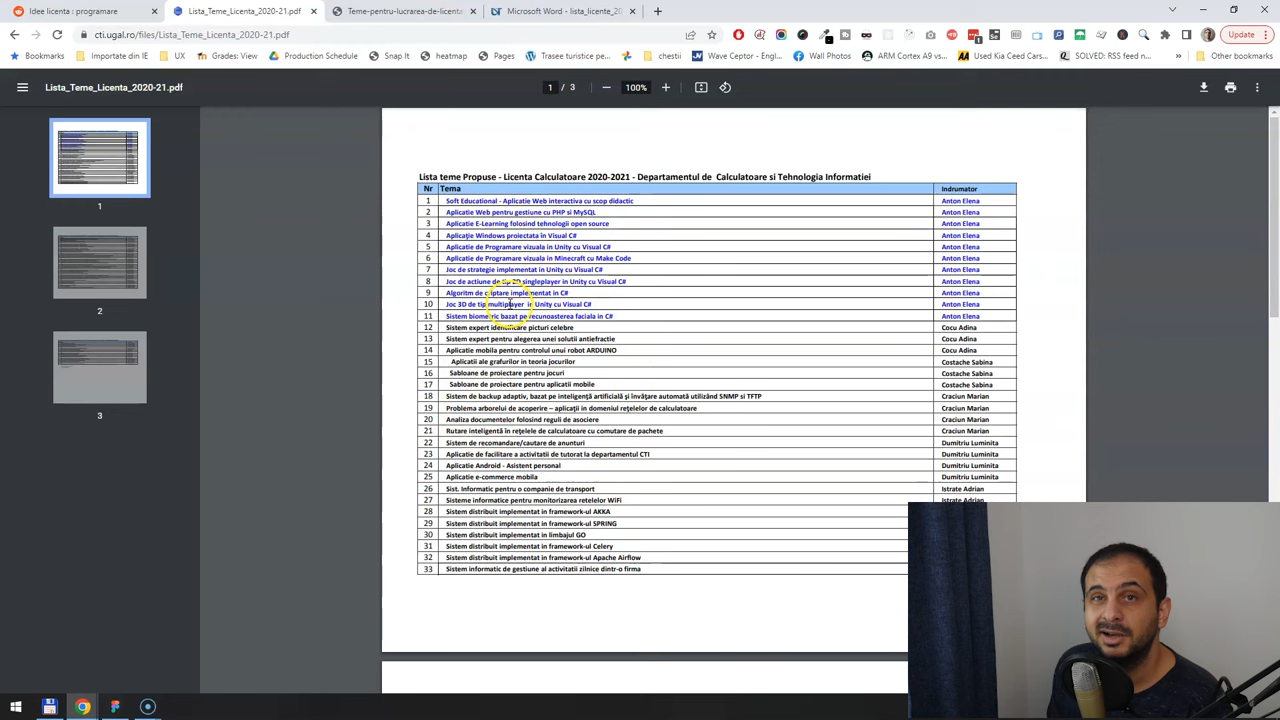 Idee licenta : programare
Lista_Teme_Licenta_2020-21.pdf
Teme-pentru-lucrarea-de-licent
Microsoft Word - lista_licente_20
cti.ugal.ro/files/Lista_Teme_Licenta_2020-21.pdf
Update
Bookmarks
Importate din IE
UX
Grades: View
Production Schedule
Snap It
heatmap
Pages
Trasee turistice pe...
chestii
Wave Ceptor - Engl...
Wall Photos
ARM Cortex A9 vs...
Used Kia Ceed Cars...
SOLVED: RSS feed n...
Other bookmarks
Lista_Teme_Licenta_2020-21.pdf
1 / 3
100%
1
2
3
Lista teme Propuse - Licenta Calculatoare 2020-2021 - Departamentul de Calculatoare si Tehnologia Informatiei
Nr Tema Indrumator
1 Soft Educational - Aplicatie Web interactiva cu scop didactic Anton Elena
2 Aplicatie Web pentru gestiune cu PHP si MySQL Anton Elena
3 Aplicatie E-Learning folosind tehnologii open source Anton Elena
4 Aplicaţie Windows proiectata în Visual C# Anton Elena
5 Aplicatie de Programare vizuala in Unity cu Visual C# Anton Elena
6 Aplicatie de Programare vizuala in Minecraft cu Make Code Anton Elena
7 Joc de strategie implementat in Unity cu Visual C# Anton Elena
8 Joc de actiune de tip singleplayer in Unity cu Visual C# Anton Elena
9 Algoritm de criptare implementat in C# Anton Elena
10 Joc 3D de tip multiplayer in Unity cu Visual C# Anton Elena
11 Sistem biometric bazat pe recunoasterea faciala in C# Anton Elena
12 Sistem expert identificare picturi celebre Cocu Adina
13 Sistem expert pentru alegerea unei solutii antiefractie Cocu Adina
14 Aplicatie mobila pentru controlul unui robot ARDUINO Cocu Adina
15 Aplicatii ale grafurilor in teoria jocurilor Costache Sabina
16 Sabloane de proiectare pentru jocuri Costache Sabina
17 Sabloane de proiectare pentru aplicatii mobile Costache Sabina
18 Sistem de backup adaptiv, bazat pe inteligenţă artificială şi învăţare automată utilizând SNMP si TFTP Craciun Marian
19 Problema arborelui de acoperire – aplicaţii in domeniul reţelelor de calculatoare Craciun Marian
20 Analiza documentelor folosind reguli de asociere Craciun Marian
21 Rutare inteligentă în reţelele de calculatoare cu comutare de pachete Craciun Marian
22 Sistem de recomandare/cautare de anunturi Dumitriu Luminita
23 Aplicatie de facilitare a activitatii de tutorat la departamentul CTI Dumitriu Luminita
24 Aplicatie Android - Asistent personal Dumitriu Luminita
25 Aplicatie e-commerce mobila Dumitriu Luminita
26 Sist. Informatic pentru o companie de transport Istrate Adrian
27 Sisteme informatice pentru monitorizarea retelelor WiFi Istrate Adrian
28 Sistem distribuit implementat in framework-ul AKKA
29 Sistem distribuit implementat in framework-ul SPRING
30 Sistem distribuit implementat in limbajul GO
31 Sistem distribuit implementat in framework-ul Celery
32 Sistem distribuit implementat in framework-ul Apache Airflow
33 Sistem informatic de gestiune al activitatii zilnice dintr-o firma